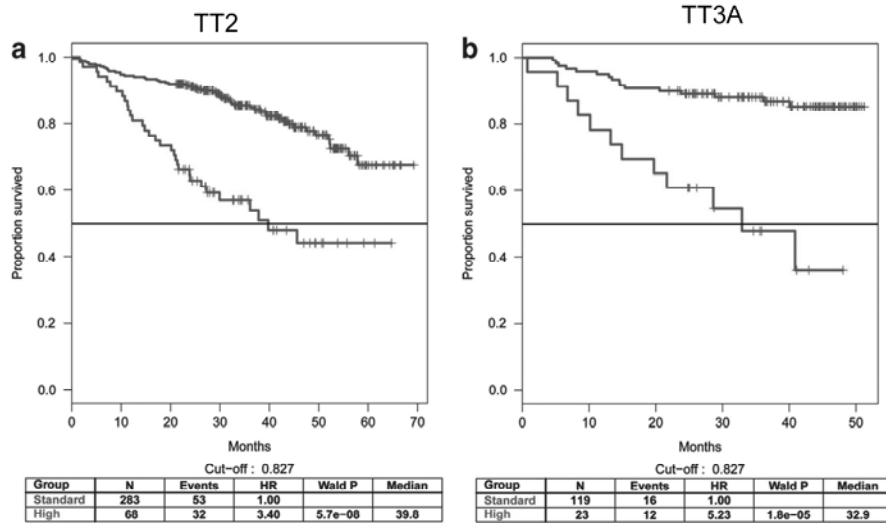 TT2
TT3A
a
b
1.0
0.8
0.6
0.4
0.2
0.0
Proportion survived
0 10 20 30 40 50 60 70
Months
Cut-off : 0.827
Group N Events HR Wald P Median
Standard 283 53 1.00
High 68 32 3.40 5.7e−08 39.8
1.0
0.8
0.6
0.4
0.2
0.0
Proportion survived
0 10 20 30 40 50
Months
Cut-off : 0.827
Group N Events HR Wald P Median
Standard 119 16 1.00
High 23 12 5.23 1.8e−05 32.9